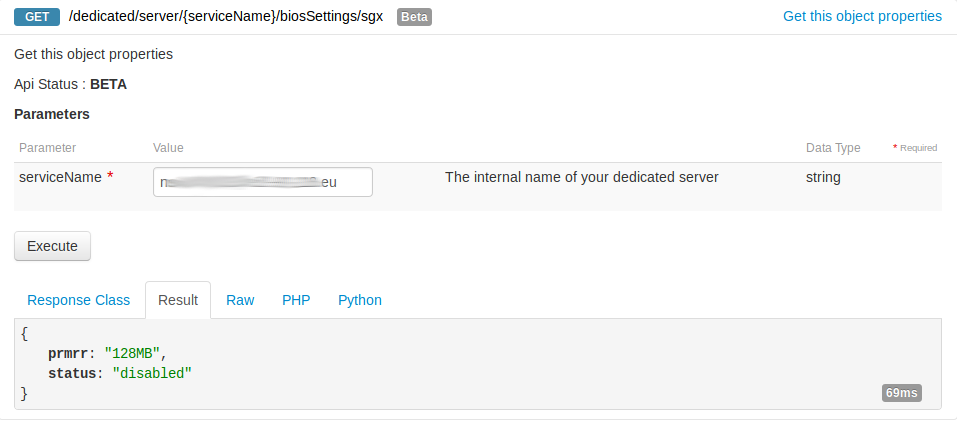 GET /dedicated/server/{serviceName}/biosSettings/sgx Beta Get this object properties
Get this object properties
Api Status : BETA
Parameters
Parameter Value Data Type * Required
serviceName * The internal name of your dedicated server string
Execute
Response Class Result Raw PHP Python
{
prmrr: "128MB",
status: "disabled"
}
69ms